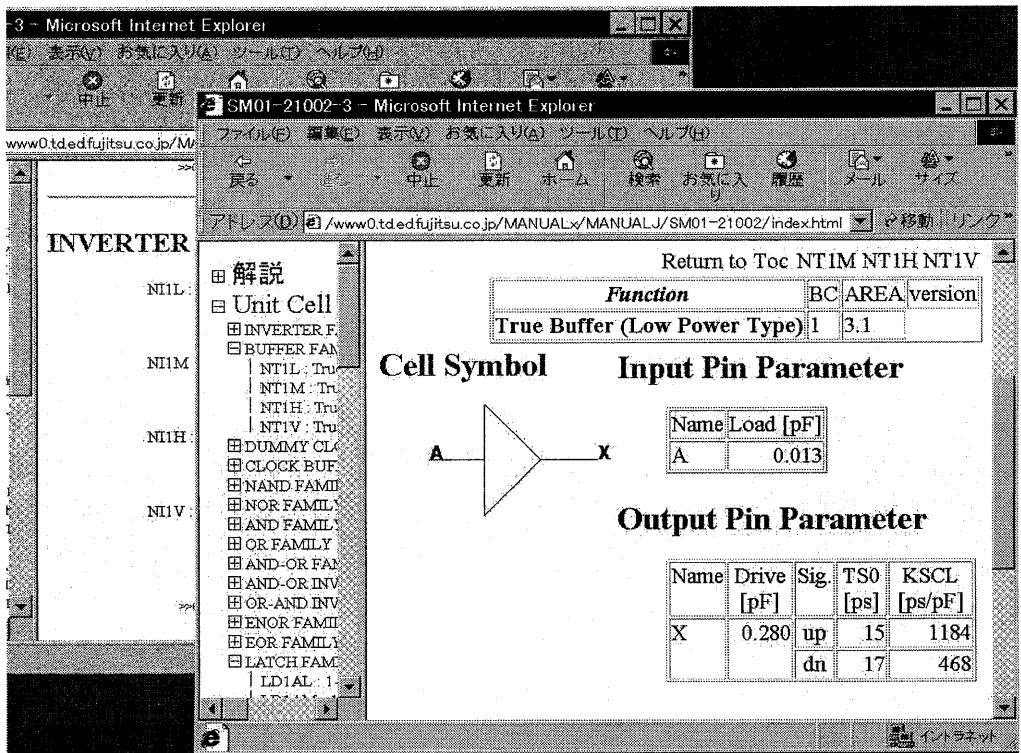 -3 - Microsoft Internet Explorer
(E) 表示(V) お気に入り(A) ツール(T) ヘルプ(H)
中止 更新
www0.td.ed.fujitsu.co.jp/MA
INVERTER
NI1L :
NI1M
NI1H :
NI1V :
SM01-21002-3 - Microsoft Internet Explorer
ファイル(F) 編集(E) 表示(V) お気に入り(A) ツール(T) ヘルプ(H)
戻る 進む 中止 更新 ホーム 検索 お気に入り 履歴 メール サイズ
アドレス(D) /www0.td.ed.fujitsu.co.jp/MANUALx/MANUALJ/SM01-21002/index.html 移動 リンク
解説
Unit Cell
INVERTER F
BUFFER FAN
NT1L : Tru
NT1M : Tru
NT1H : Tru
NT1V : Tru
DUMMY CL
CLOCK BUF
NAND FAMI
NOR FAMILY
AND FAMILY
OR FAMILY
AND-OR FAM
AND-OR INV
OR-AND INV
ENOR FAMI
EOR FAMILY
LATCH FAMI
LD1AL : 1-
Return to Toc NT1M NT1H NT1V
Function BC AREA version
True Buffer (Low Power Type) 1 3.1
Cell Symbol
A X
Input Pin Parameter
Name Load [pF]
A 0.013
Output Pin Parameter
Name Drive [pF] Sig. TS0 [ps] KSCL [ps/pF]
X 0.280 up 15 1184
dn 17 468
イントラネット